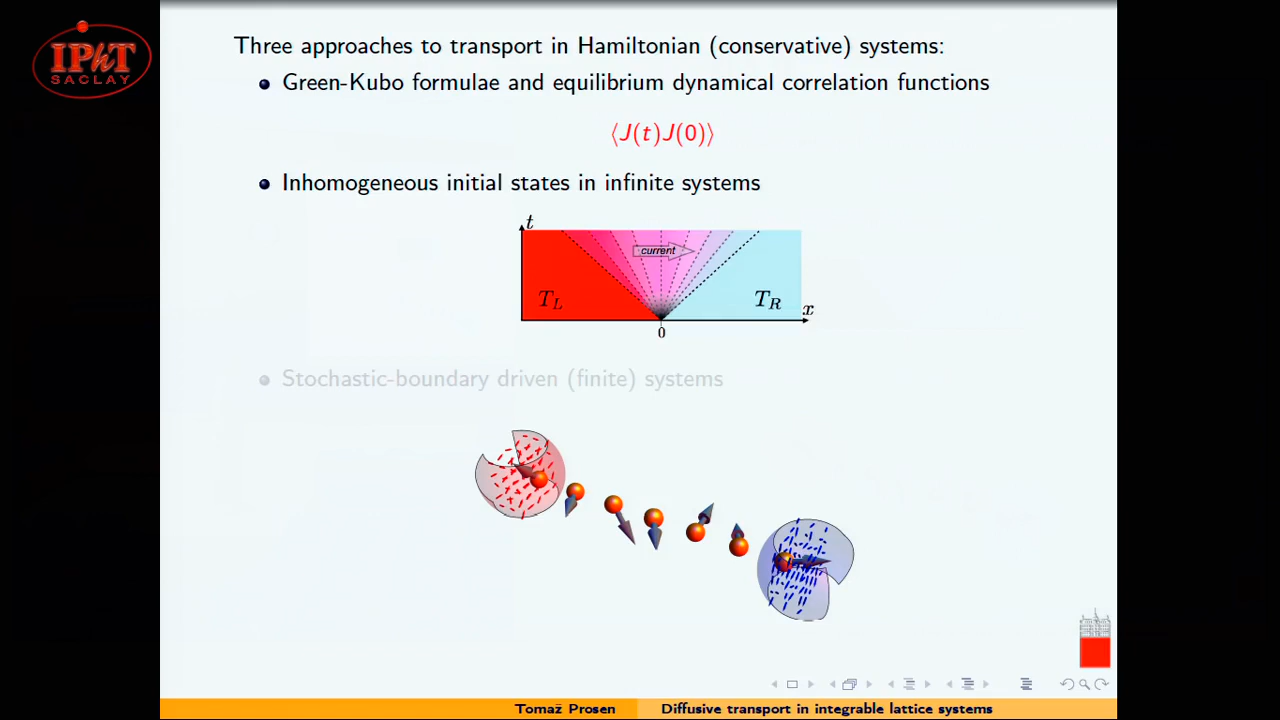 IPhT
SACLAY
Three approaches to transport in Hamiltonian (conservative) systems:
Green-Kubo formulae and equilibrium dynamical correlation functions
⟨J(t)J(0)⟩
Inhomogeneous initial states in infinite systems
t
current
T_L
T_R
x
0
Stochastic-boundary driven (finite) systems
Tomaž Prosen
Diffusive transport in integrable lattice systems